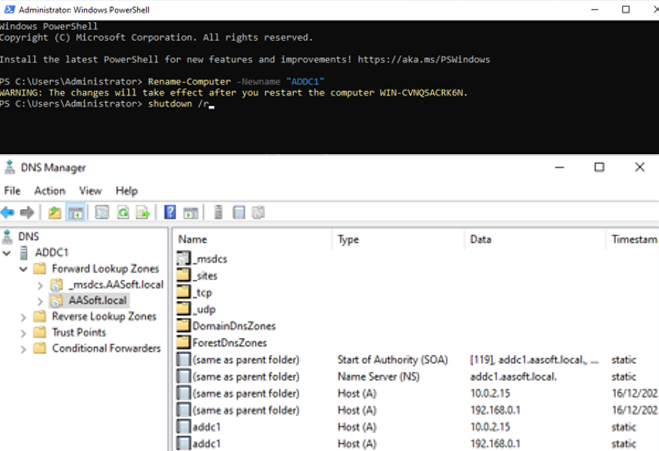 Administrator: Windows PowerShell
Windows PowerShell
Copyright (C) Microsoft Corporation. All rights reserved.
Install the latest PowerShell for new features and improvements! https://aka.ms/PSWindows
PS C:\Users\Administrator> Rename-Computer -Newname "ADDC1"
WARNING: The changes will take effect after you restart the computer WIN-CVNQSACRK6N.
PS C:\Users\Administrator> shutdown /r
DNS Manager
File Action View Help
DNS
ADDC1
Forward Lookup Zones
_msdcs.AASoft.local
AASoft.local
Reverse Lookup Zones
Trust Points
Conditional Forwarders
Name Type Data Timestam
_msdcs
_sites
_tcp
_udp
DomainDnsZones
ForestDnsZones
(same as parent folder) Start of Authority (SOA) [119], addc1.aasoft.local., ... static
(same as parent folder) Name Server (NS) addc1.aasoft.local. static
(same as parent folder) Host (A) 10.0.2.15 16/12/202
(same as parent folder) Host (A) 192.168.0.1 16/12/202
addc1 Host (A) 10.0.2.15 static
addc1 Host (A) 192.168.0.1 static